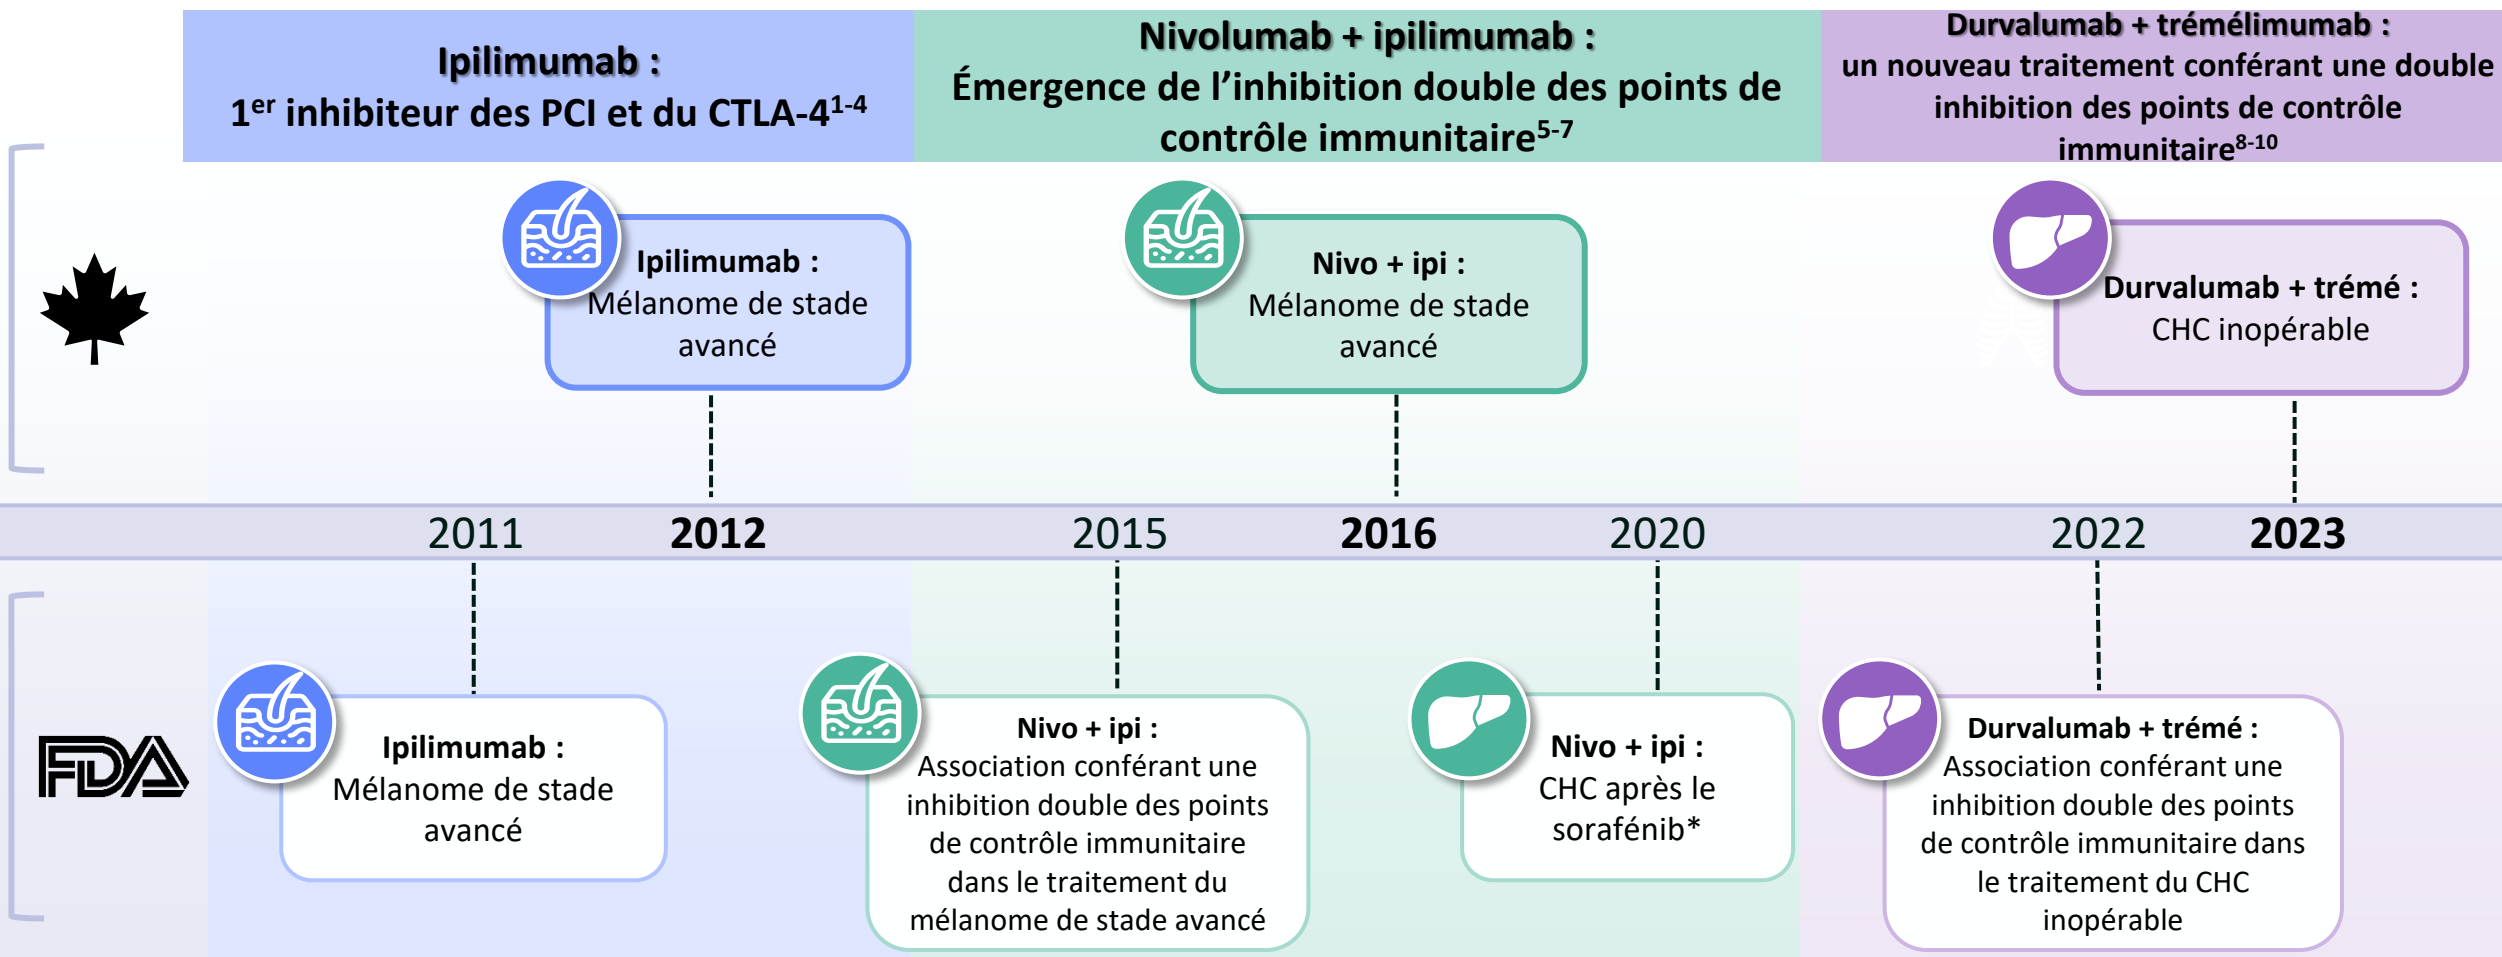 Ipilimumab :
1er inhibiteur des PCI et du CTLA-41-4
Nivolumab + ipilimumab :
Émergence de l’inhibition double des points de
contrôle immunitaire5-7
Durvalumab + trémélimumab :
un nouveau traitement conférant une double
inhibition des points de contrôle
immunitaire8-10
Ipilimumab :
Mélanome de stade
avancé
Nivo + ipi :
Mélanome de stade
avancé
Durvalumab + trémé :
CHC inopérable
2011
2012
2015
2016
2020
2022
2023
FDA
Ipilimumab :
Mélanome de stade
avancé
Nivo + ipi :
Association conférant une
inhibition double des points
de contrôle immunitaire
dans le traitement du
mélanome de stade avancé
Nivo + ipi :
CHC après le
sorafénib*
Durvalumab + trémé :
Association conférant une
inhibition double des points
de contrôle immunitaire dans
le traitement du CHC
inopérable